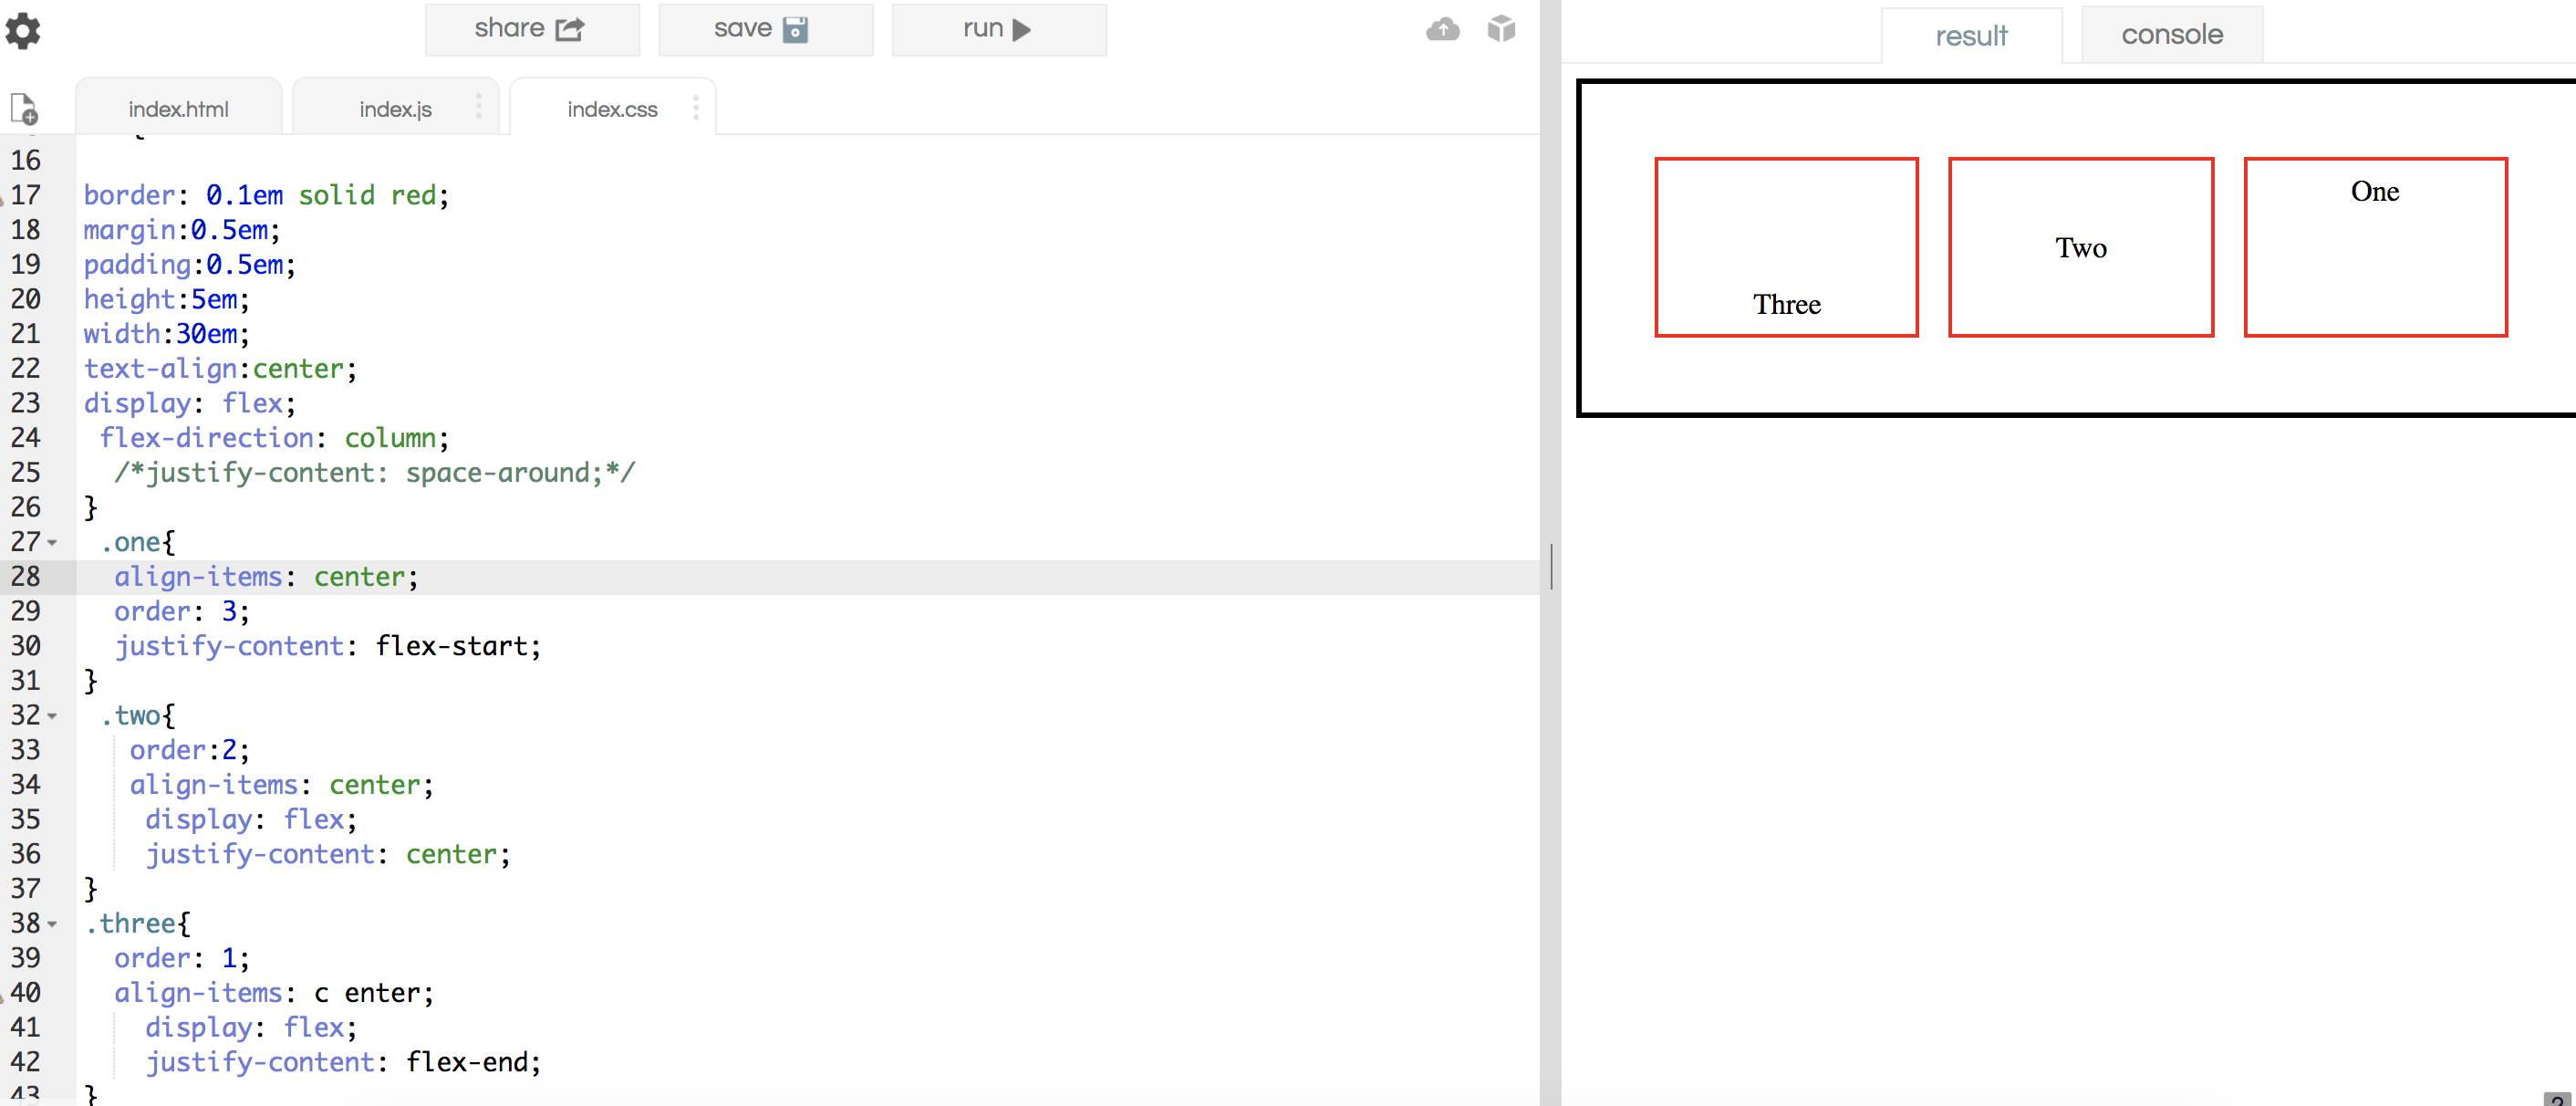 share
save
run
result
console
index.html
index.js
index.css
{
16
17 border: 0.1em solid red;
18 margin:0.5em;
19 padding:0.5em;
20 height:5em;
21 width:30em;
22 text-align:center;
23 display: flex;
24 flex-direction: column;
25 /*justify-content: space-around;*/
26 }
27 .one{
28 align-items: center;
29 order: 3;
30 justify-content: flex-start;
31 }
32 .two{
33 order:2;
34 align-items: center;
35 display: flex;
36 justify-content: center;
37 }
38 .three{
39 order: 1;
40 align-items: c enter;
41 display: flex;
42 justify-content: flex-end;
43 }
One
Two
Three
?